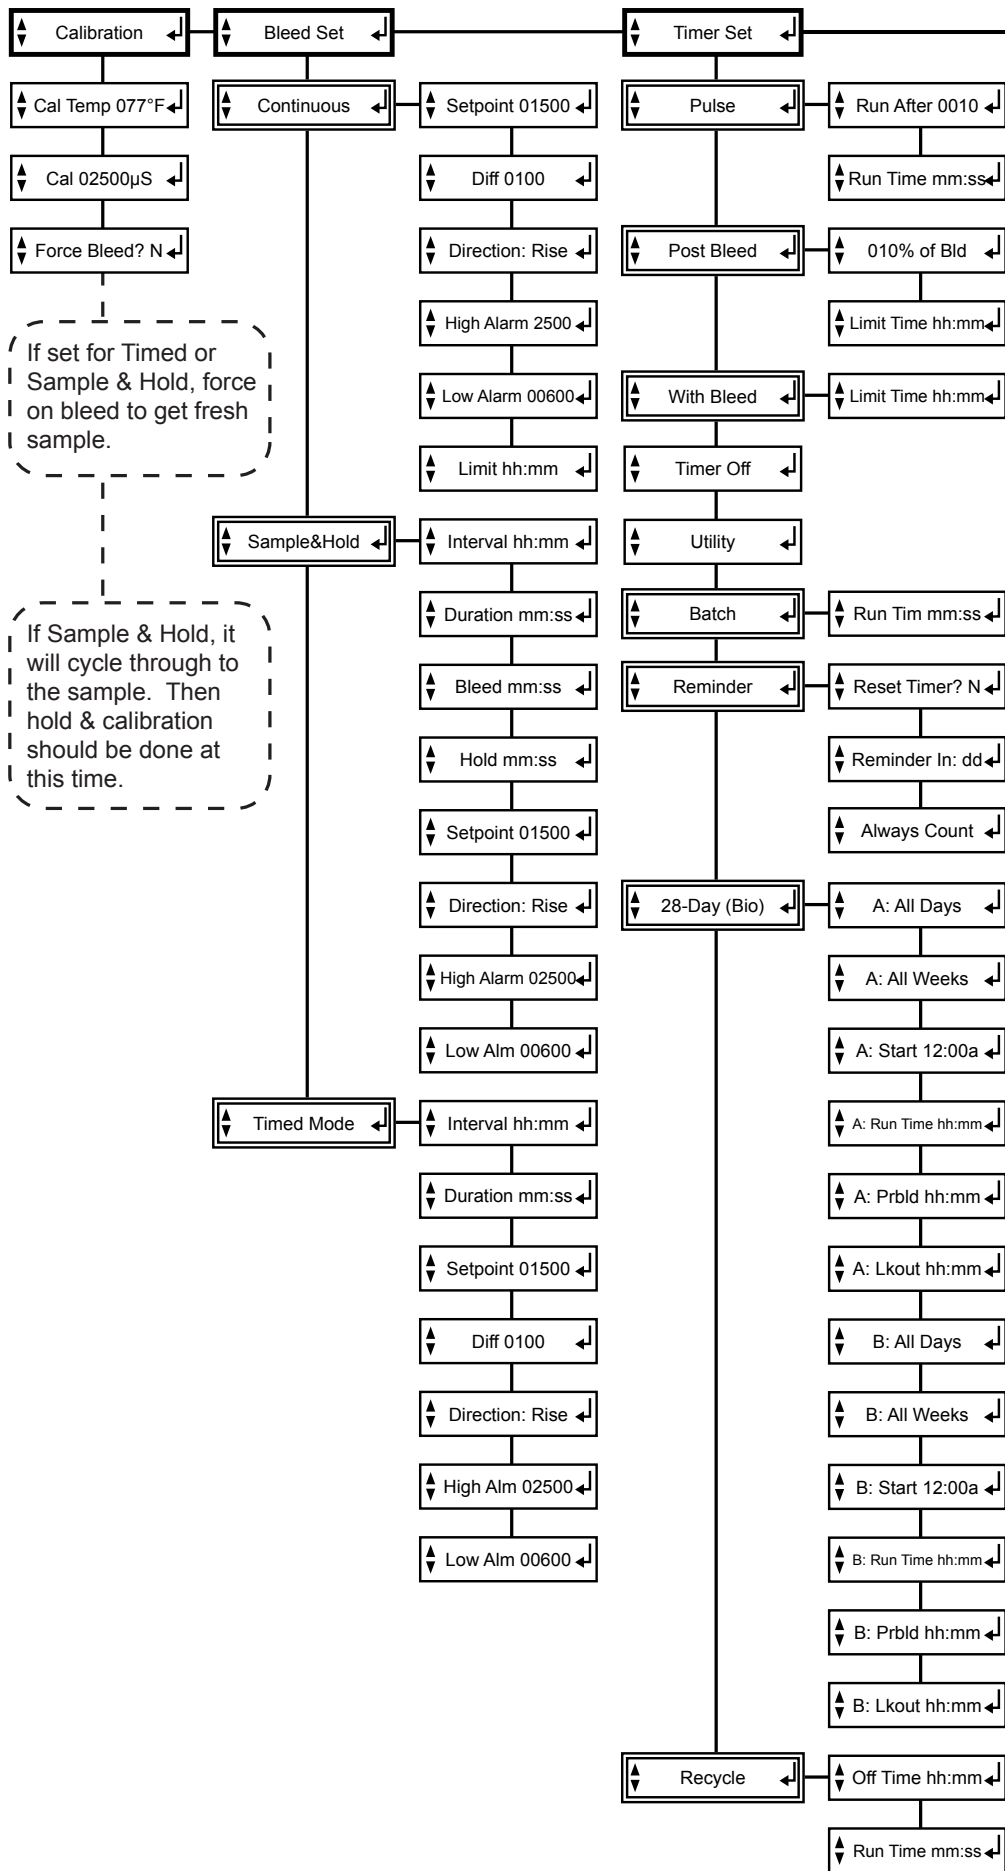 Calibration
Cal Temp 077°F
Cal 02500µS
Force Bleed? N
If set for Timed or
Sample & Hold, force
on bleed to get fresh
sample.
If Sample & Hold, it
will cycle through to
the sample.  Then
hold & calibration
should be done at
this time.
Bleed Set
Continuous
Setpoint 01500
Diff 0100
Direction: Rise
High Alarm 2500
Low Alarm 00600
Limit hh:mm
Sample&Hold
Interval hh:mm
Duration mm:ss
Bleed mm:ss
Hold mm:ss
Setpoint 01500
Direction: Rise
High Alarm 02500
Low Alm 00600
Timed Mode
Interval hh:mm
Duration mm:ss
Setpoint 01500
Diff 0100
Direction: Rise
High Alm 02500
Low Alm 00600
Timer Set
Pulse
Run After 0010
Run Time mm:ss
Post Bleed
010% of Bld
Limit Time hh:mm
With Bleed
Limit Time hh:mm
Timer Off
Utility
Batch
Run Tim mm:ss
Reminder
Reset Timer? N
Reminder In: dd
Always Count
28-Day (Bio)
A: All Days
A: All Weeks
A: Start 12:00a
A: Run Time hh:mm
A: Prbld hh:mm
A: Lkout hh:mm
B: All Days
B: All Weeks
B: Start 12:00a
B: Run Time hh:mm
B: Prbld hh:mm
B: Lkout hh:mm
Recycle
Off Time hh:mm
Run Time mm:ss